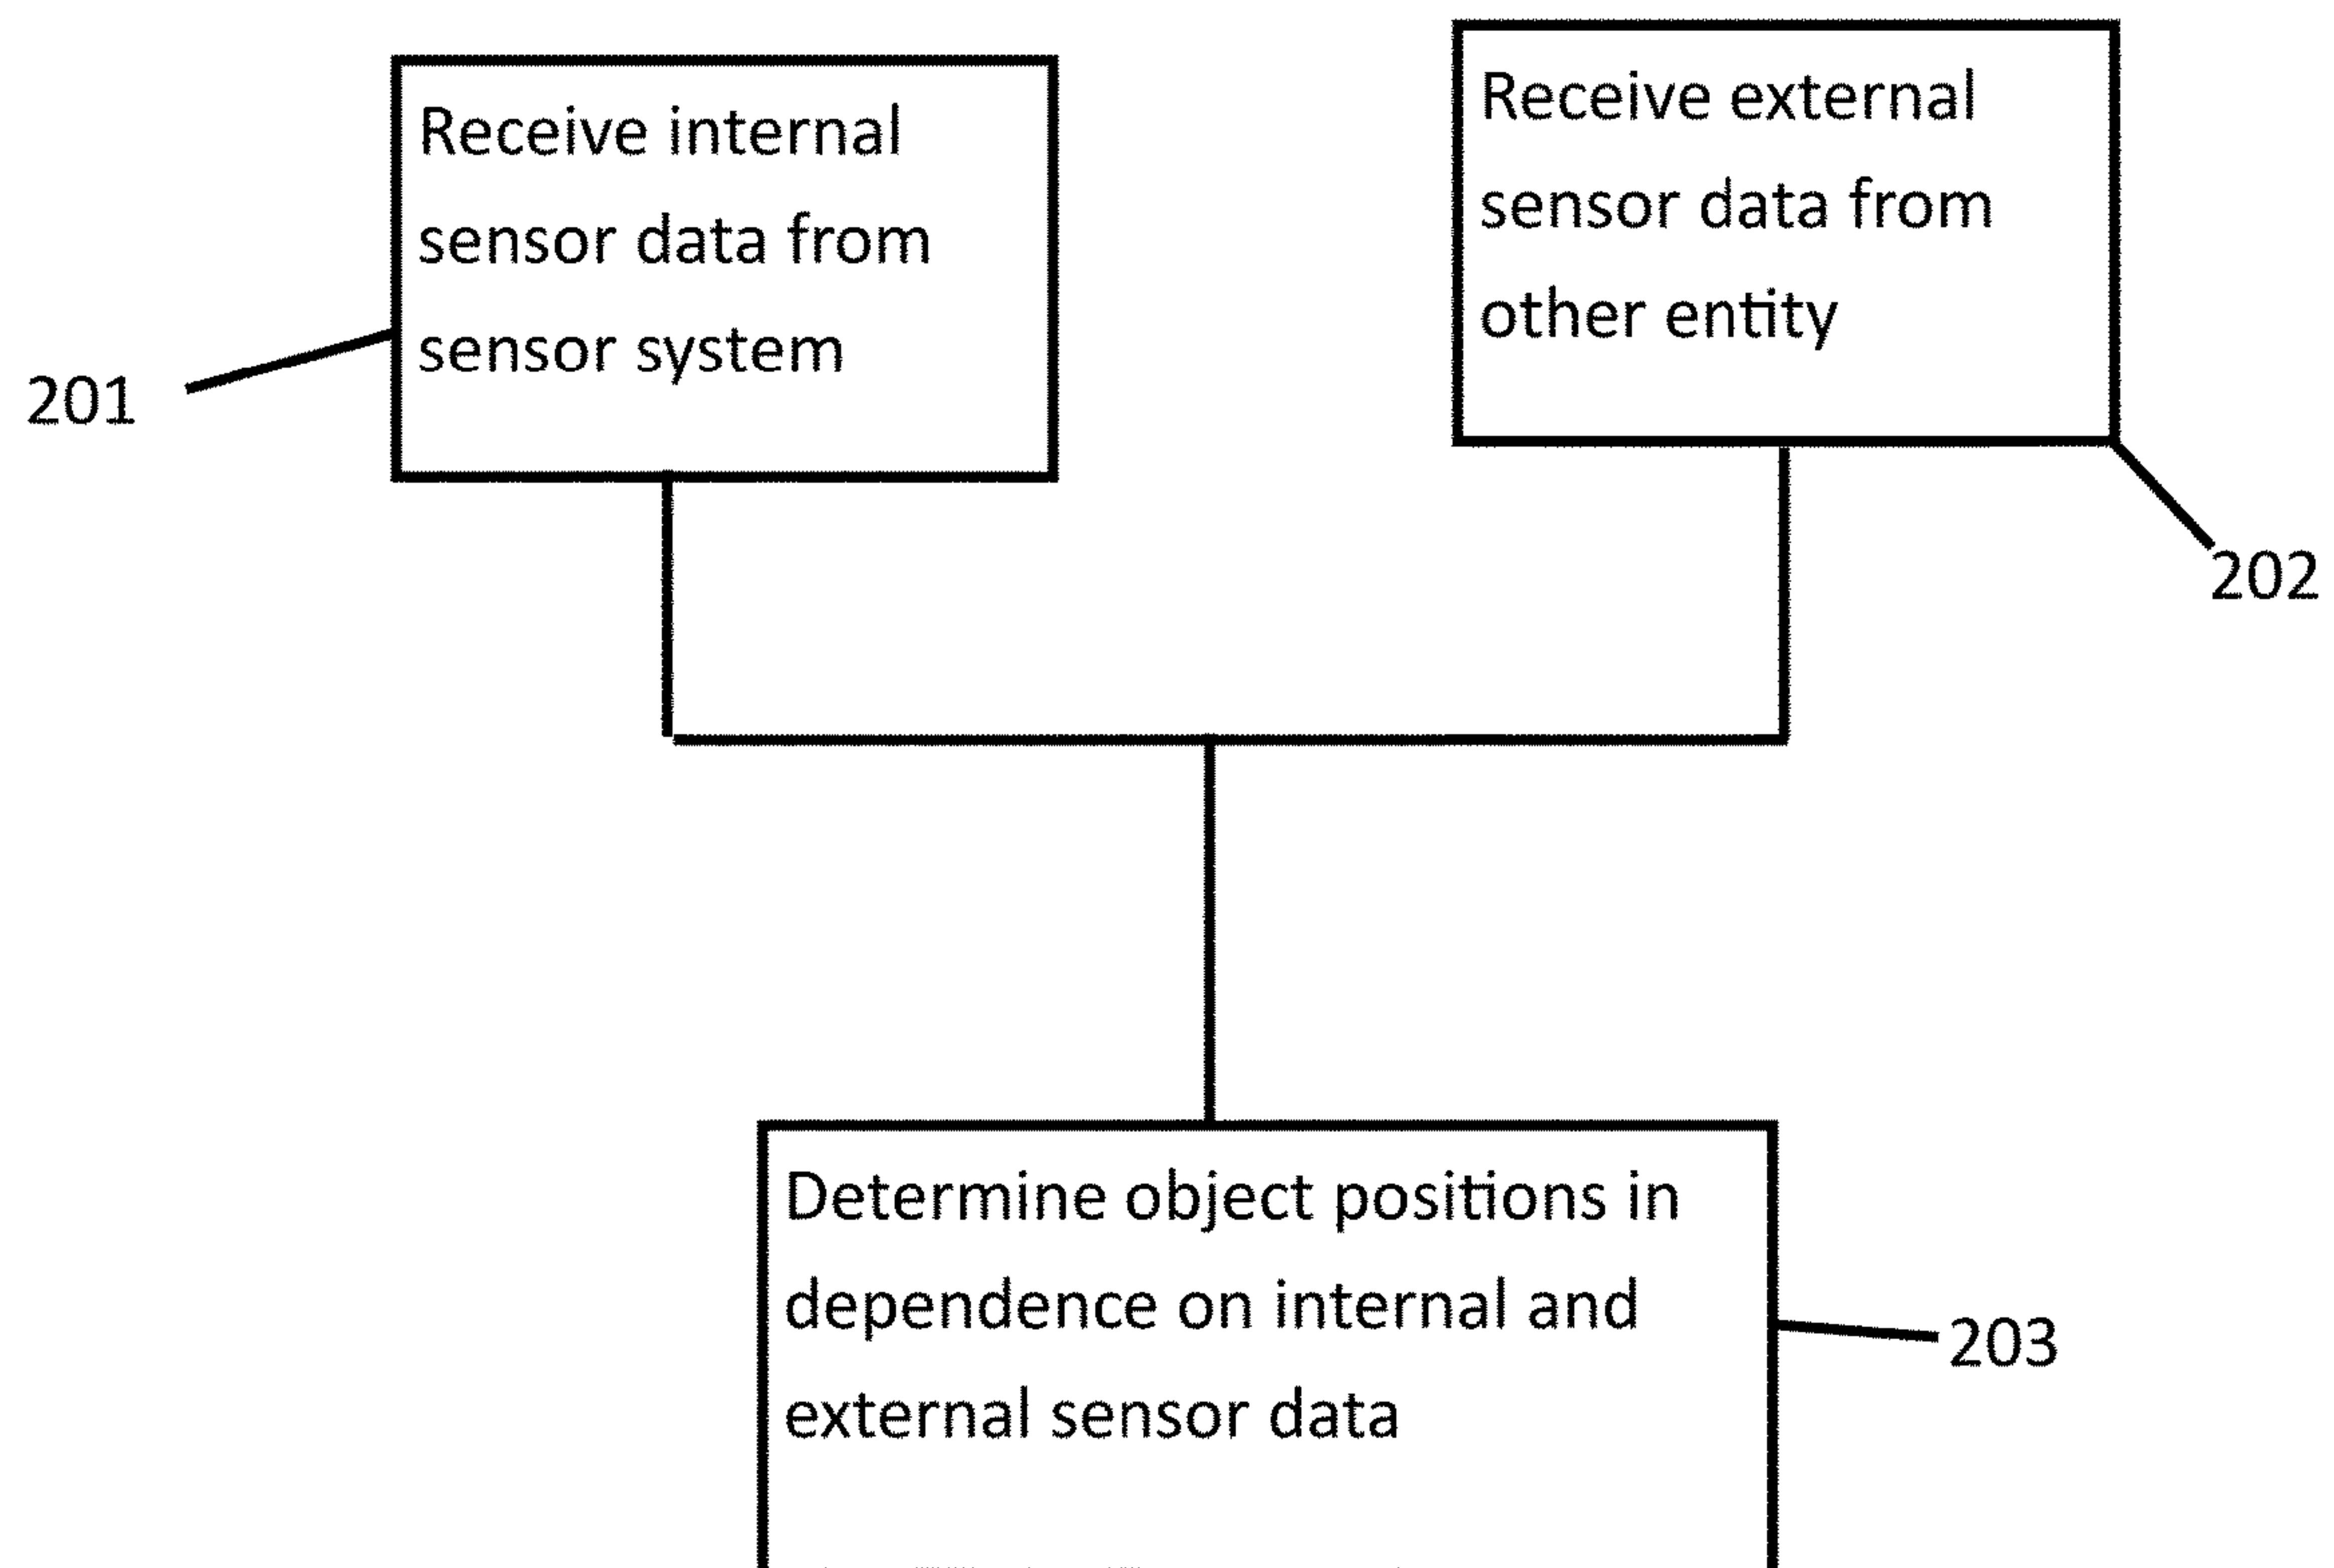 Receive internal
sensor data from
sensor system
201
Receive external
sensor data from
other entity
202
Determine object positions in
dependence on internal and
external sensor data
203